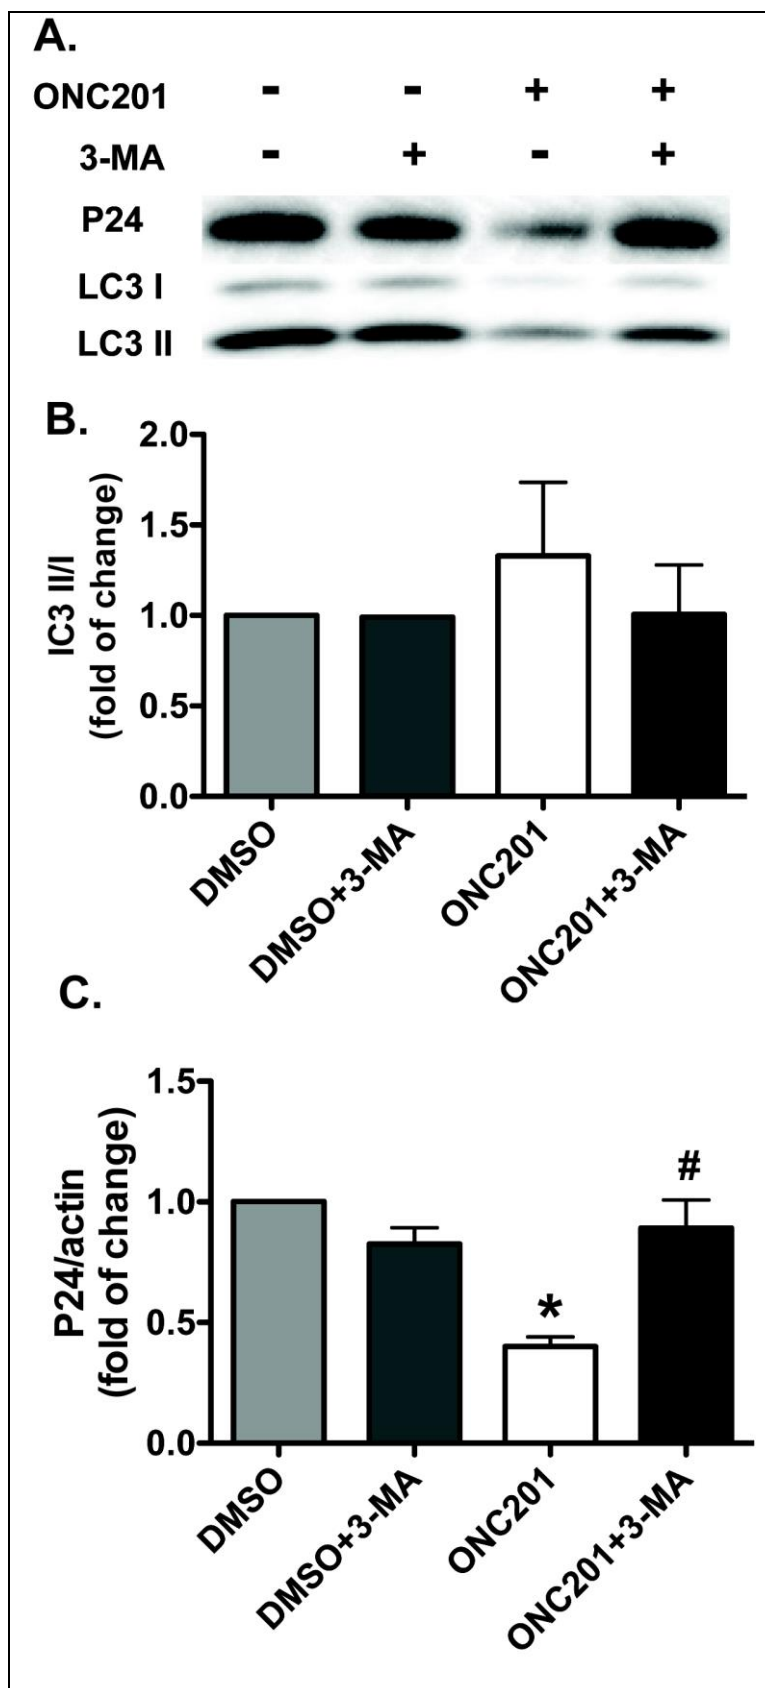 A.
ONC201 - - + +
3-MA - + - +
P24
LC3 I
LC3 II
B.
IC3 II/I
(fold of change)
2.0
1.5
1.0
0.5
0.0
DMSO
DMSO+3-MA
ONC201
ONC201+3-MA
C.
P24/actin
(fold of change)
1.5
1.0
0.5
0.0
*
#
DMSO
DMSO+3-MA
ONC201
ONC201+3-MA